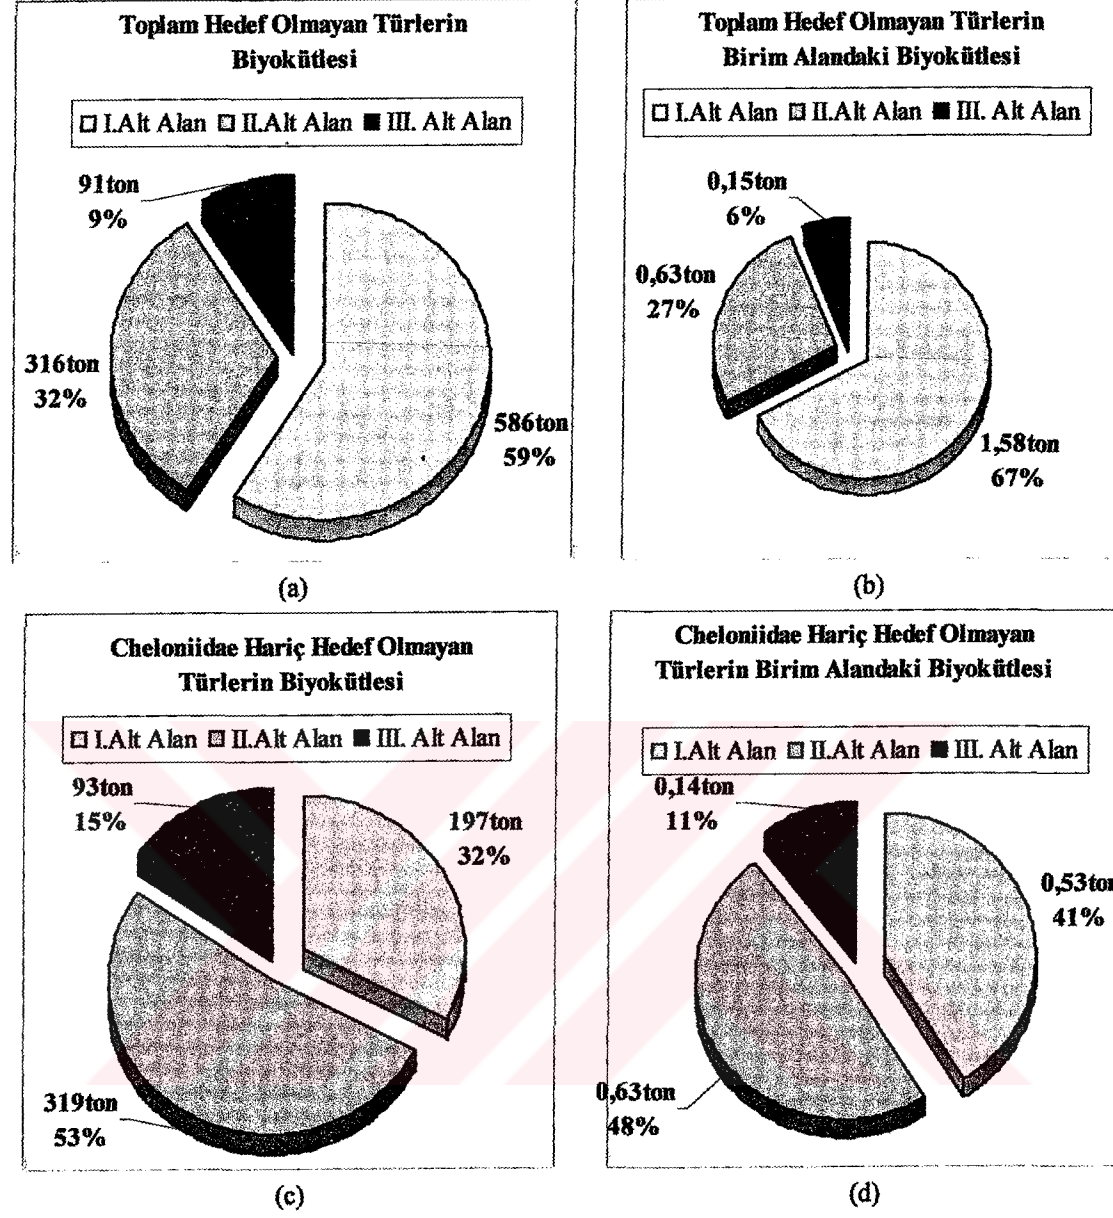 Toplam Hedef Olmayan Türlerin
Biyokütlesi
I.Alt Alan II.Alt Alan III. Alt Alan
91ton
9%
316ton
32%
586ton
59%
(a)
Toplam Hedef Olmayan Türlerin
Birim Alandaki Biyokütlesi
I.Alt Alan II.Alt Alan III. Alt Alan
0,15ton
6%
0,63ton
27%
1,58ton
67%
(b)
Cheloniidae Hariç Hedef Olmayan
Türlerin Biyokütlesi
I.Alt Alan II.Alt Alan III. Alt Alan
93ton
15%
197ton
32%
319ton
53%
(c)
Cheloniidae Hariç Hedef Olmayan
Türlerin Birim Alandaki Biyokütlesi
I.Alt Alan II.Alt Alan III. Alt Alan
0,14ton
11%
0,53ton
41%
0,63ton
48%
(d)